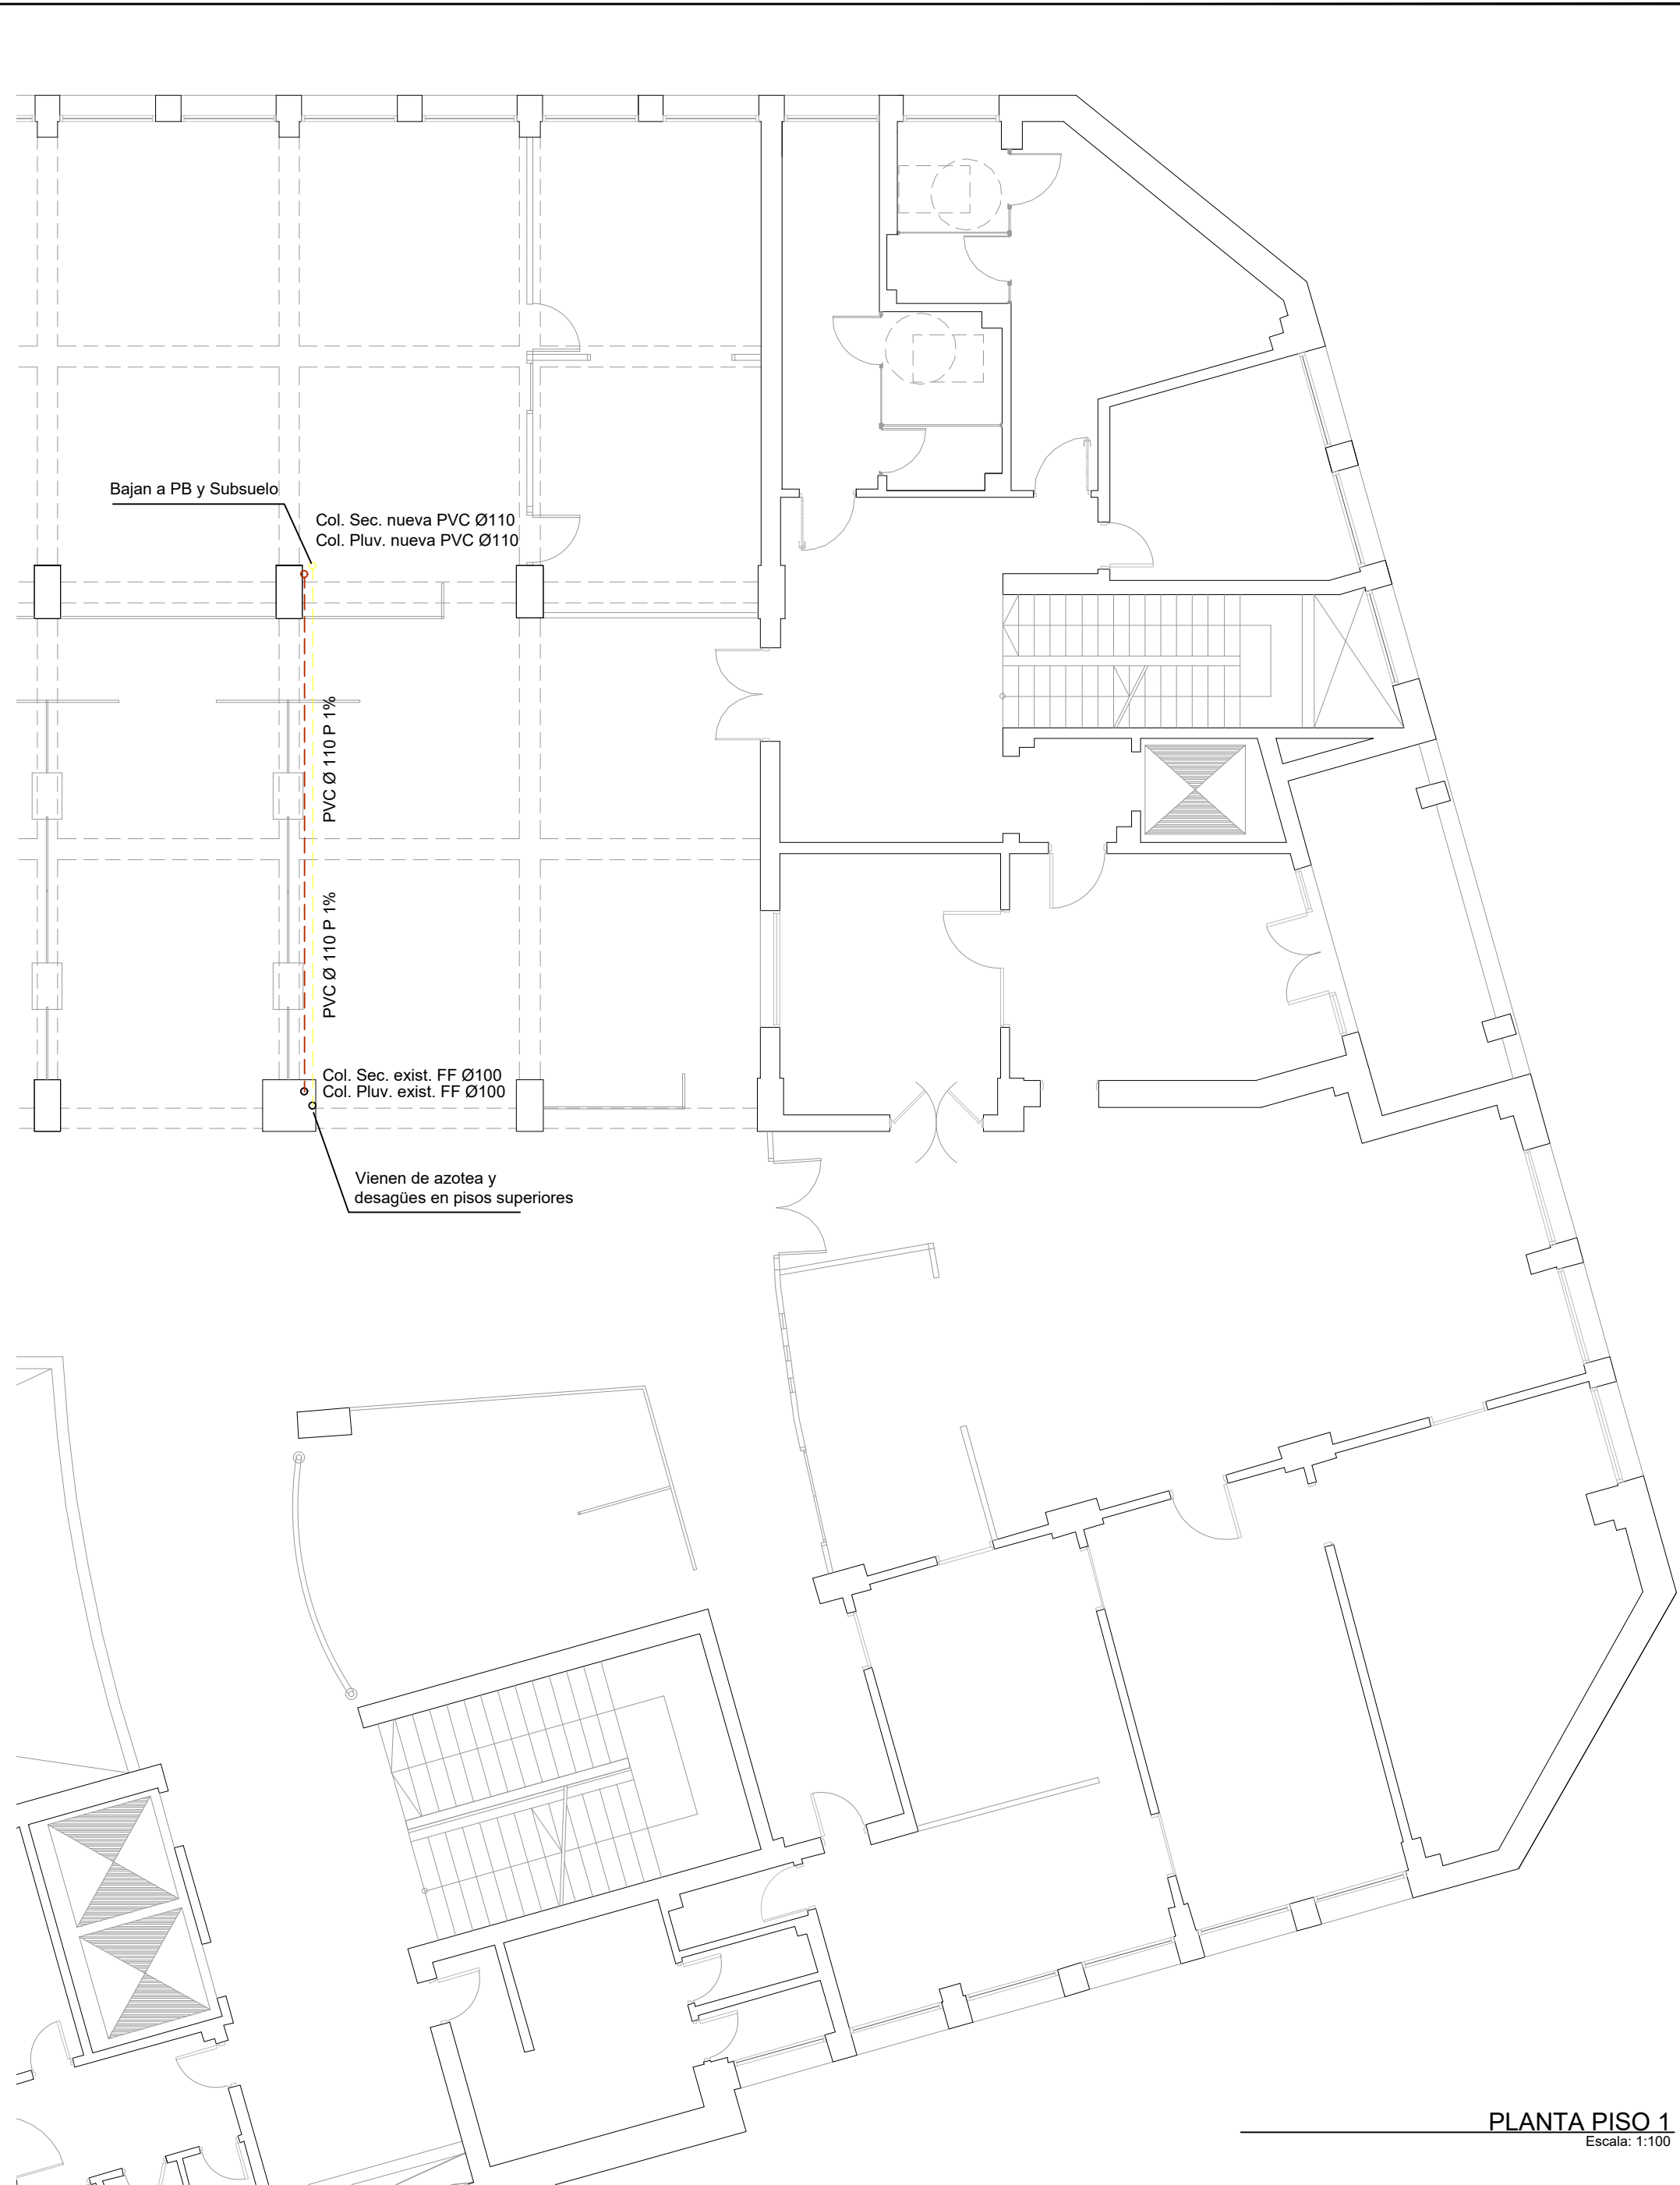 Bajan a PB y Subsuelo
Col. Sec. nueva PVC Ø110
Col. Pluv. nueva PVC Ø110
PVC Ø 110 P 1%
PVC Ø 110 P 1%
Col. Sec. exist. FF Ø100
Col. Pluv. exist. FF Ø100
Vienen de azotea y
desagües en pisos superiores
PLANTA PISO 1
Escala: 1:100